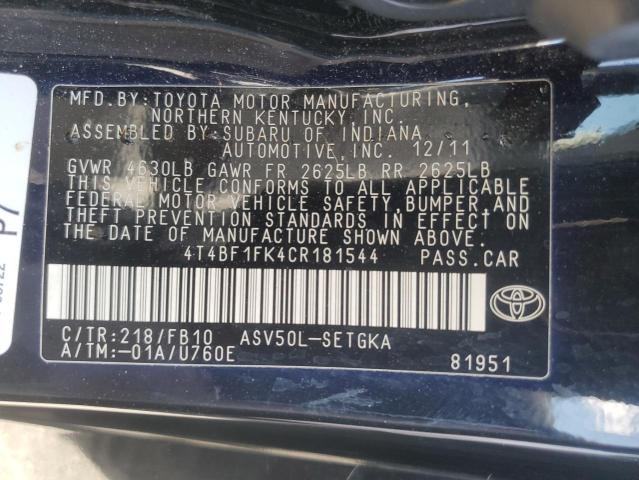 MFD.BY:TOYOTA MOTOR MANUFACTURING,
NORTHERN KENTUCKY,INC.
ASSEMBLED BY:SUBARU OF INDIANA
AUTOMOTIVE,INC. 12/11
GVWR 4630LB GAWR FR 2625LB RR 2625LB
THIS VEHICLE CONFORMS TO ALL APPLICABLE
FEDERAL MOTOR VEHICLE SAFETY,BUMPER,AND
THEFT PREVENTION STANDARDS IN EFFECT ON
THE DATE OF MANUFACTURE SHOWN ABOVE.
4T4BF1FK4CR181544 PASS.CAR
C/TR:218/FB10 ASV50L-SETGKA
A/TM:-01A/U760E
81951
P7